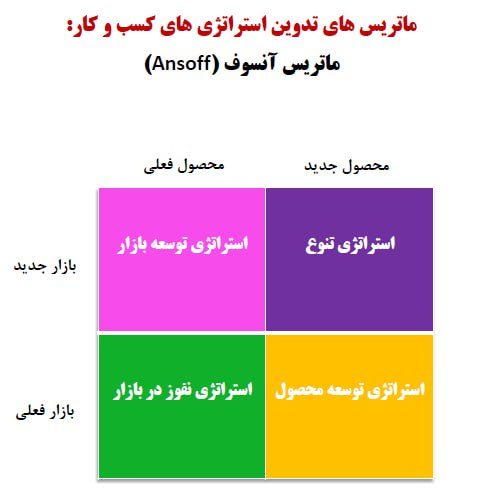 ماتریس های تدوین استراتژی های کسب و کار:
ماتریس آنسوف (Ansoff)
محصول جدید
محصول فعلی
بازار جدید
استراتژی تنوع
استراتژی توسعه بازار
بازار فعلی
استراتژی توسعه محصول
استراتژی نفوز در بازار